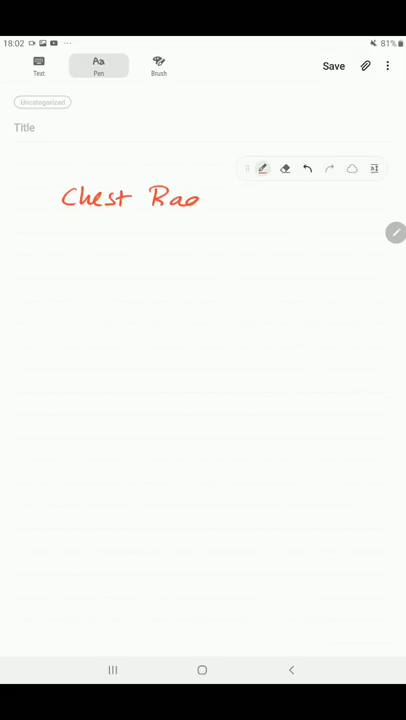 18:02 ... 81%
Text
Pen
Brush
Save
Uncategorized
Title
Chest Rao